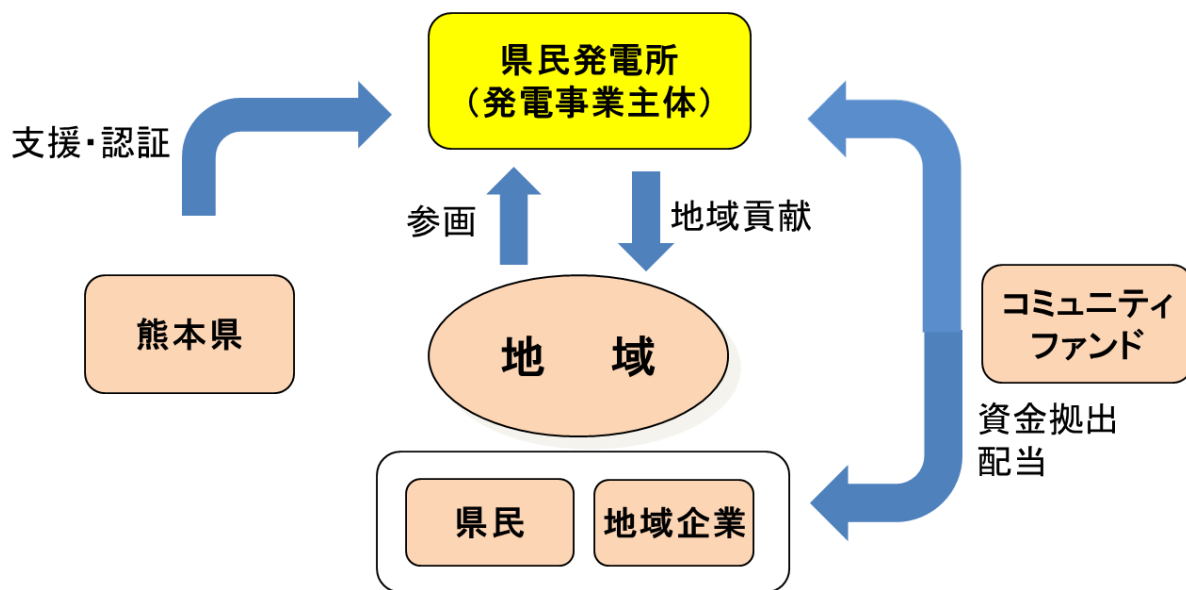 県民発電所
（発電事業主体）
支援・認証
参画
地域貢献
熊本県
地　域
コミュニティ
ファンド
資金拠出
配当
県民
地域企業